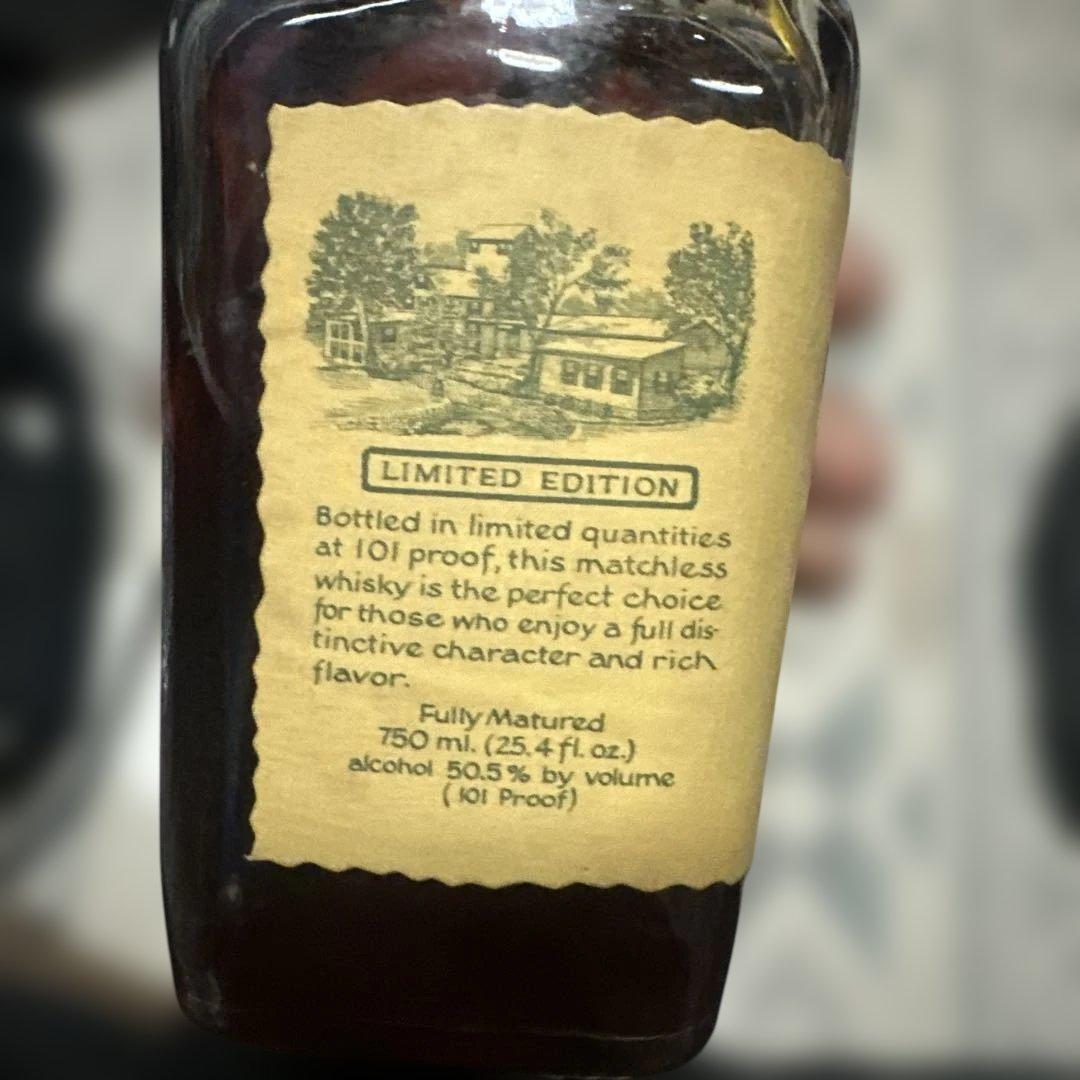 LIMITED EDITION
Bottled in limited quantities
at 101 proof, this matchless
whisky is the perfect choice
for those who enjoy a full dis-
tinctive character and rich
flavor.
Fully Matured
750 ml. (25.4 fl. oz.)
alcohol 50.5% by volume
(101 Proof)